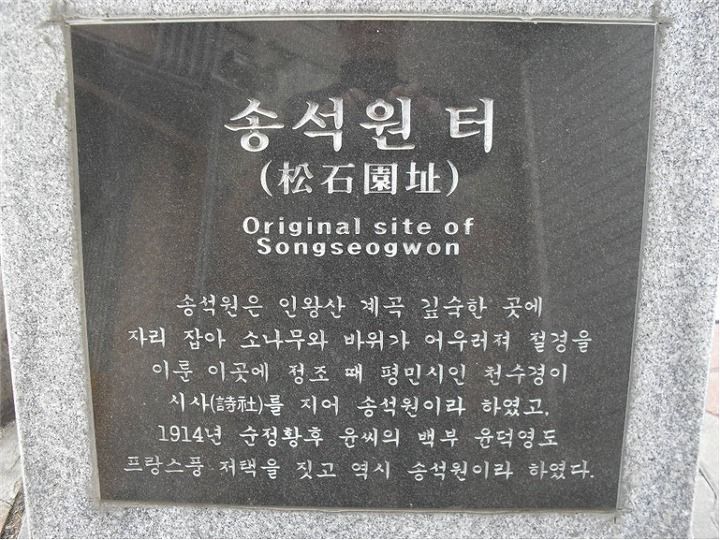 송석원 터
(松石園址)
Original site of
Songseogwon
송석원은 인왕산 계곡 깊숙한 곳에
자리 잡아 소나무와 바위가 어우러져 절경을
이룬 이곳에 정조 때 평민시인 천수경이
시사(詩社)를 지어 송석원이라 하였고,
1914년 순정황후 윤씨의 백부 윤덕영도
프랑스풍 저택을 짓고 역시 송석원이라 하였다.